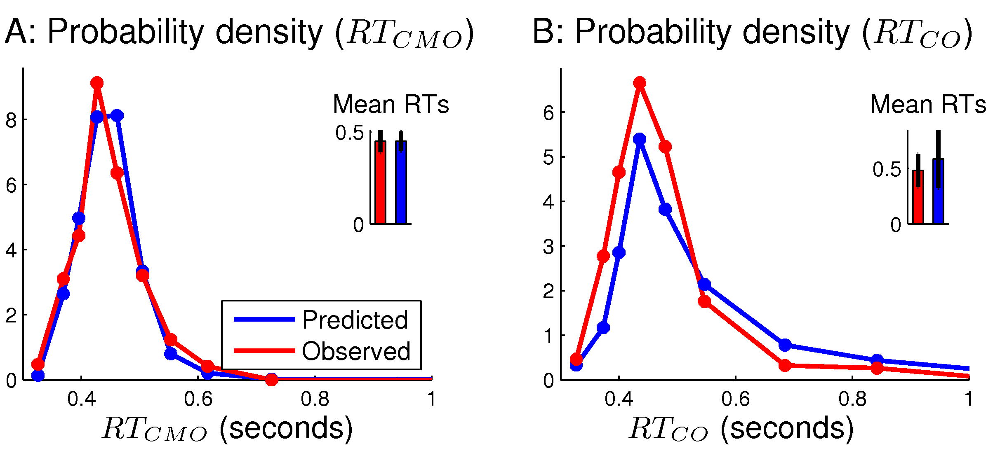 A: Probability density (RT_CMO)
8
6
4
2
0
0.4 0.6 0.8 1
RT_CMO (seconds)
Mean RTs
0.5
0
Predicted
Observed
B: Probability density (RT_CO)
6
5
4
3
2
1
0
0.4 0.6 0.8 1
RT_CO (seconds)
Mean RTs
0.5
0